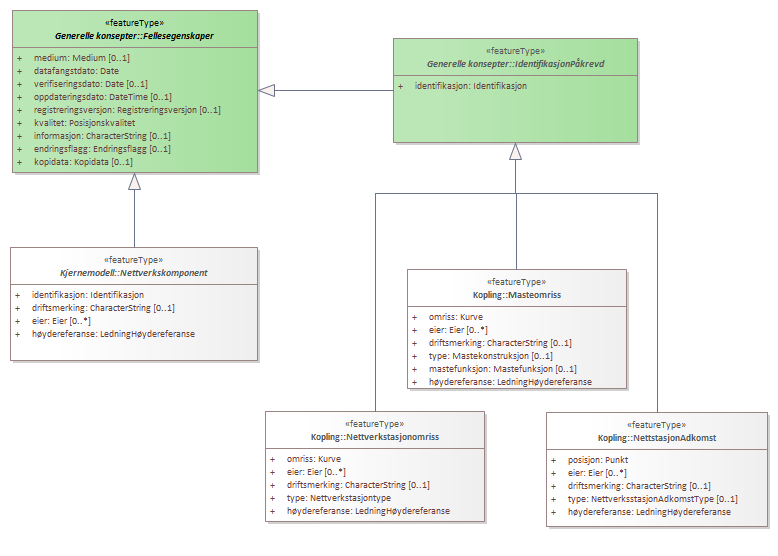 «featureType»
Generelle konsepter::Fellesegenskaper
+ medium: Medium [0..1]
+ datafangstdato: Date
+ verifiseringsdato: Date [0..1]
+ oppdateringsdato: DateTime [0..1]
+ registreringsversjon: Registreringsversjon [0..1]
+ kvalitet: Posisjonskvalitet
+ informasjon: CharacterString [0..1]
+ endringsflagg: Endringsflagg [0..1]
+ kopidata: Kopidata [0..1]
«featureType»
Generelle konsepter::IdentifikasjonPåkrevd
+ identifikasjon: Identifikasjon
«featureType»
Kjernemodell::Nettverkskomponent
+ identifikasjon: Identifikasjon
+ driftsmerking: CharacterString [0..1]
+ eier: Eier [0..*]
+ høydereferanse: LedningHøydereferanse
«featureType»
Kopling::Masteomriss
+ omriss: Kurve
+ eier: Eier [0..*]
+ driftsmerking: CharacterString [0..1]
+ type: Mastekonstruksjon [0..1]
+ mastefunksjon: Mastefunksjon [0..1]
+ høydereferanse: LedningHøydereferanse
«featureType»
Kopling::Nettverkstasjonomriss
+ omriss: Kurve
+ eier: Eier [0..*]
+ driftsmerking: CharacterString [0..1]
+ type: Nettverkstasjontype
+ høydereferanse: LedningHøydereferanse
«featureType»
Kopling::NettstasjonAdkomst
+ posisjon: Punkt
+ eier: Eier [0..*]
+ driftsmerking: CharacterString [0..1]
+ type: NettverksstasjonAdkomstType [0..1]
+ høydereferanse: LedningHøydereferanse